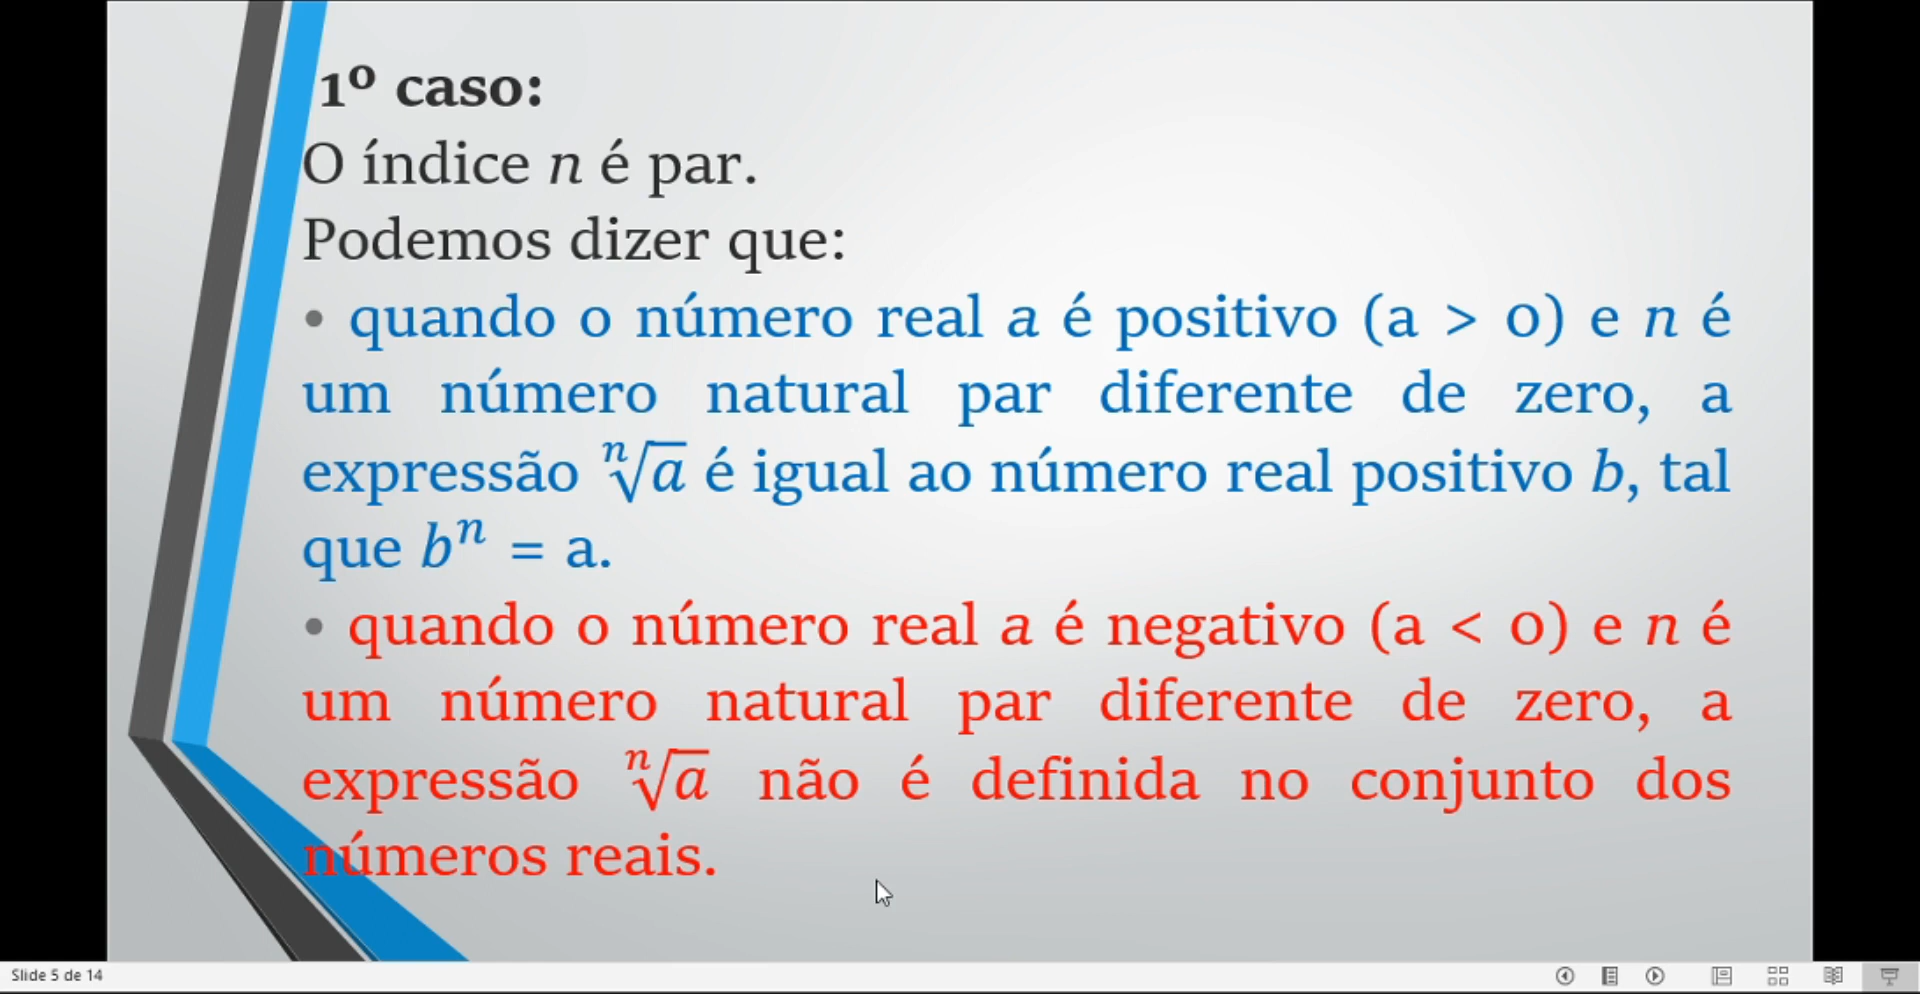 1º caso:
O índice n é par.
Podemos dizer que:
• quando o número real a é positivo (a > 0) e n é
um número natural par diferente de zero, a
expressão ⁿ√a é igual ao número real positivo b, tal
que bⁿ = a.
• quando o número real a é negativo (a < 0) e n é
um número natural par diferente de zero, a
expressão ⁿ√a não é definida no conjunto dos
números reais.
Slide 5 de 14